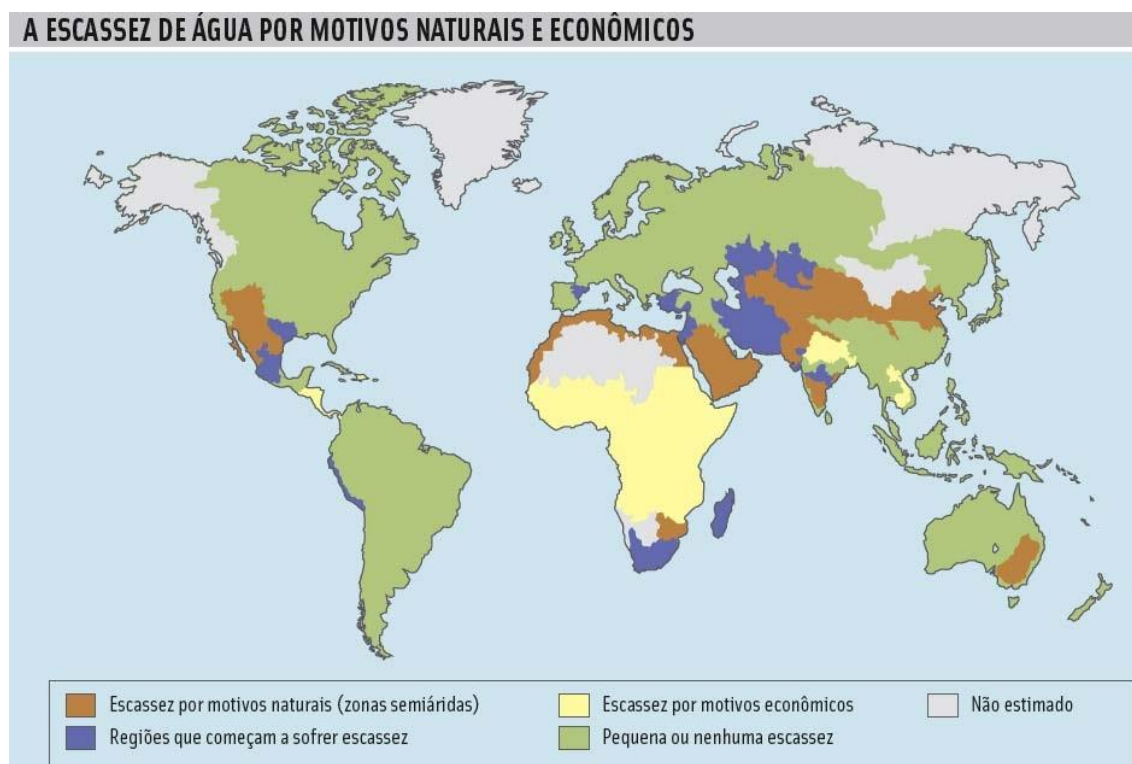 A ESCASSEZ DE ÁGUA POR MOTIVOS NATURAIS E ECONÔMICOS
Escassez por motivos naturais (zonas semiáridas)
Escassez por motivos econômicos
Não estimado
Regiões que começam a sofrer escassez
Pequena ou nenhuma escassez